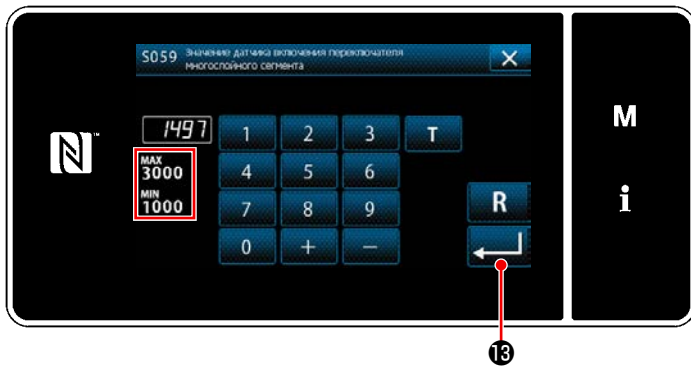 S059 Значение датчика включения переключателя
многослойного сегмента
1497 1 2 3 T
MAX
3000 4 5 6
MIN
1000 7 8 9 R
0 + −
M
i
N
⓭